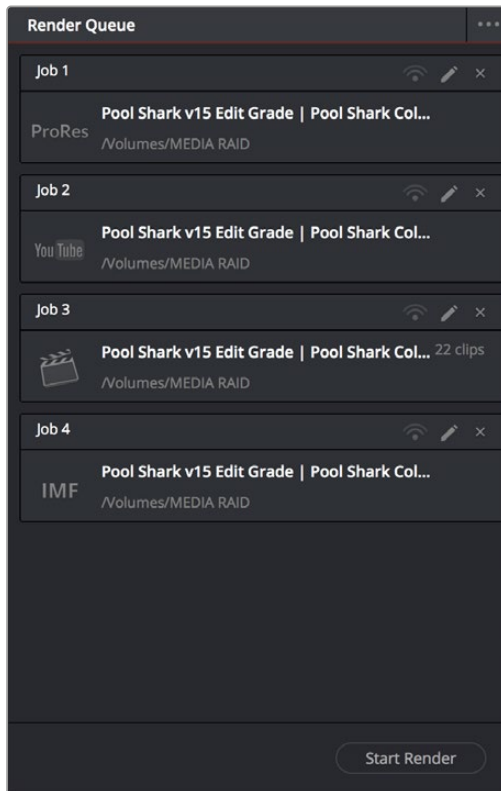 Render Queue
Job 1
ProRes
Pool Shark v15 Edit Grade | Pool Shark Col...
/Volumes/MEDIA RAID
Job 2
You Tube
Pool Shark v15 Edit Grade | Pool Shark Col...
/Volumes/MEDIA RAID
Job 3
Pool Shark v15 Edit Grade | Pool Shark Col... 22 clips
/Volumes/MEDIA RAID
Job 4
IMF
Pool Shark v15 Edit Grade | Pool Shark Col...
/Volumes/MEDIA RAID
Start Render